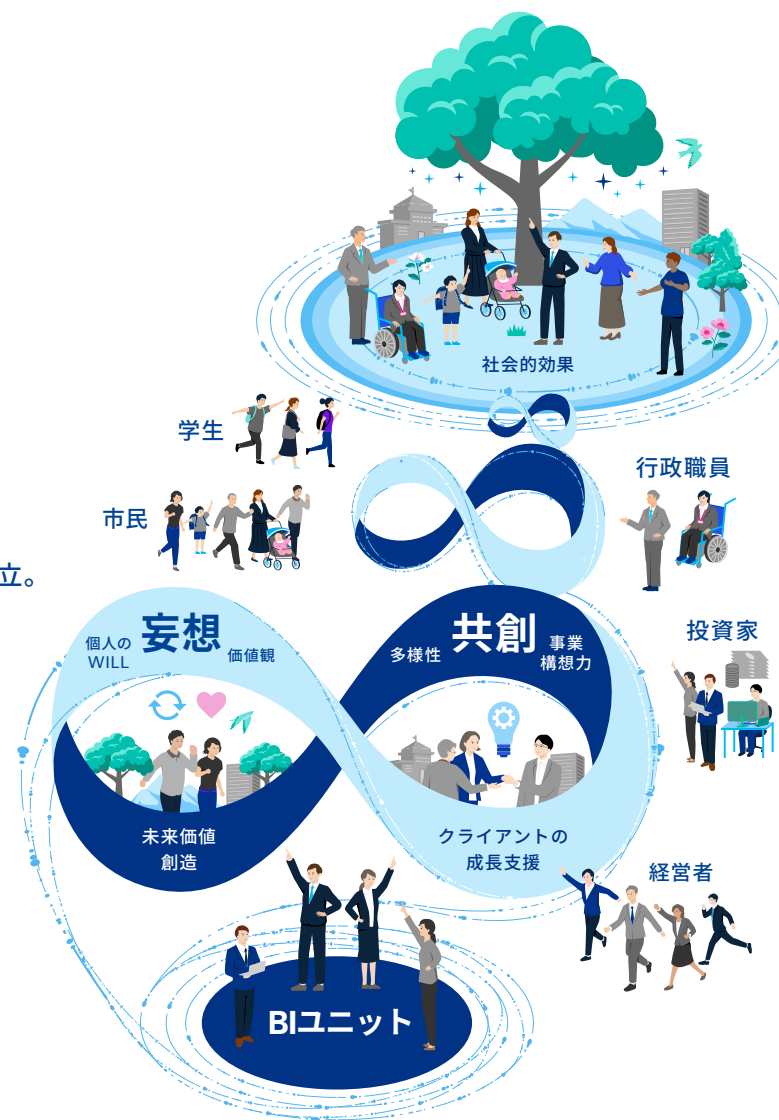 社会的効果
学生
行政職員
市民
立。
投資家
個人の
WILL
妄想
価値観
多様性
共創
事業
構想力
未来価値
創造
クライアントの
成長支援
経営者
BIユニット